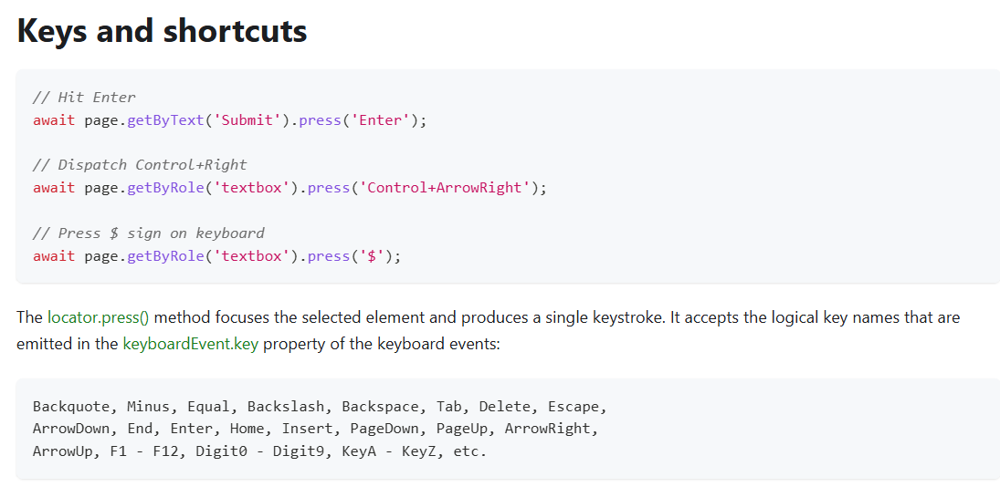 Keys and shortcuts
// Hit Enter
await page.getByText('Submit').press('Enter');
// Dispatch Control+Right
await page.getByRole('textbox').press('Control+ArrowRight');
// Press $ sign on keyboard
await page.getByRole('textbox').press('$');
The locator.press() method focuses the selected element and produces a single keystroke. It accepts the logical key names that are
emitted in the keyboardEvent.key property of the keyboard events:
Backquote, Minus, Equal, Backslash, Backspace, Tab, Delete, Escape,
ArrowDown, End, Enter, Home, Insert, PageDown, PageUp, ArrowRight,
ArrowUp, F1 - F12, Digit0 - Digit9, KeyA - KeyZ, etc.